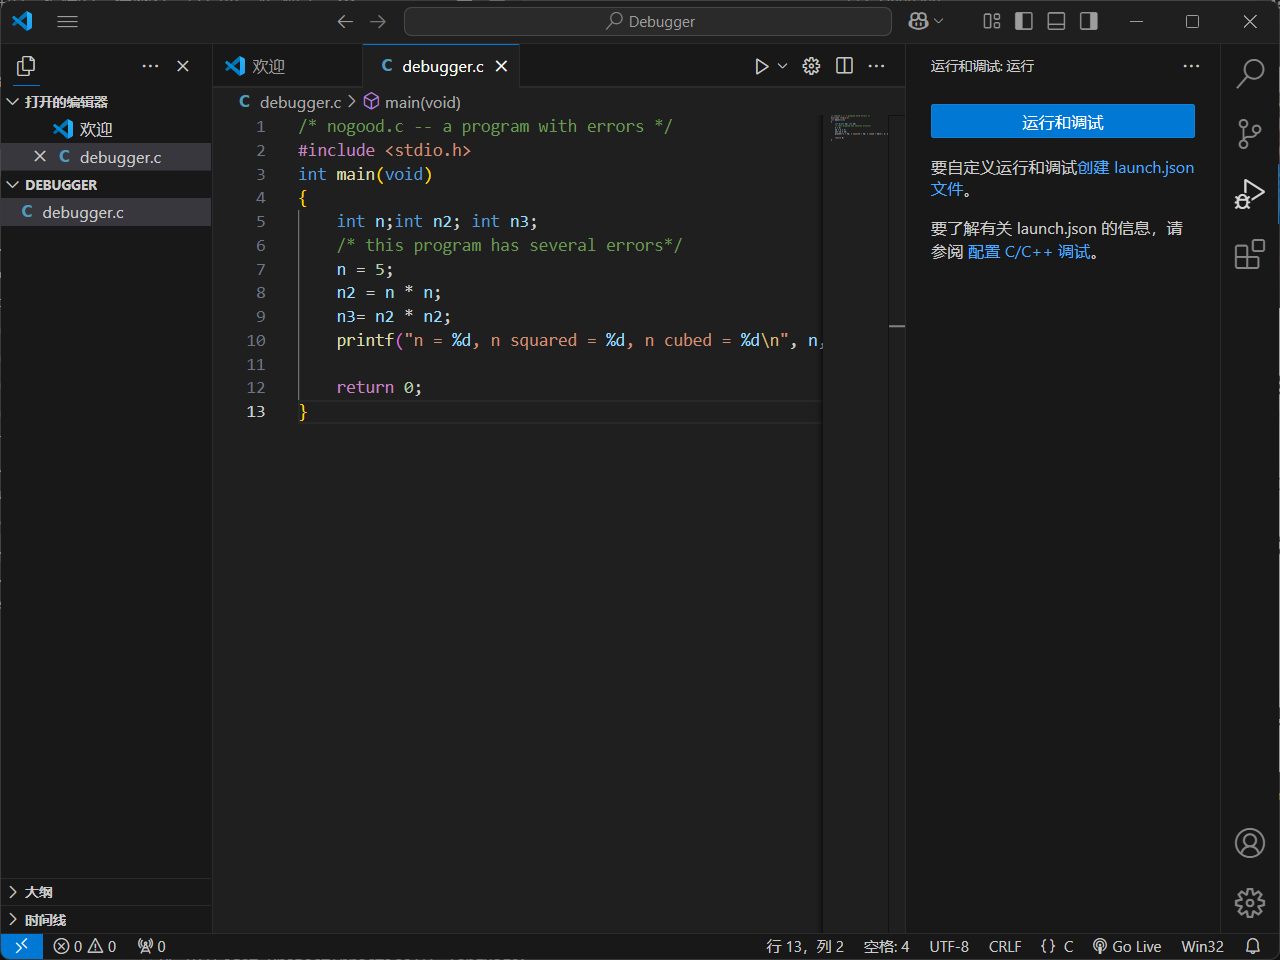 Debugger
打开的编辑器
欢迎
debugger.c
DEBUGGER
debugger.c
大纲
时间线
欢迎
debugger.c
debugger.c > main(void)
1 /* nogood.c -- a program with errors */
2 #include <stdio.h>
3 int main(void)
4 {
5 int n;int n2; int n3;
6 /* this program has several errors*/
7 n = 5;
8 n2 = n * n;
9 n3= n2 * n2;
10 printf("n = %d, n squared = %d, n cubed = %d\n", n,
11
12 return 0;
13 }
运行和调试: 运行
运行和调试
要自定义运行和调试创建 launch.json
文件。
要了解有关 launch.json 的信息，请
参阅 配置 C/C++ 调试。
0 0 0 行 13，列 2 空格: 4 UTF-8 CRLF {} C Go Live Win32